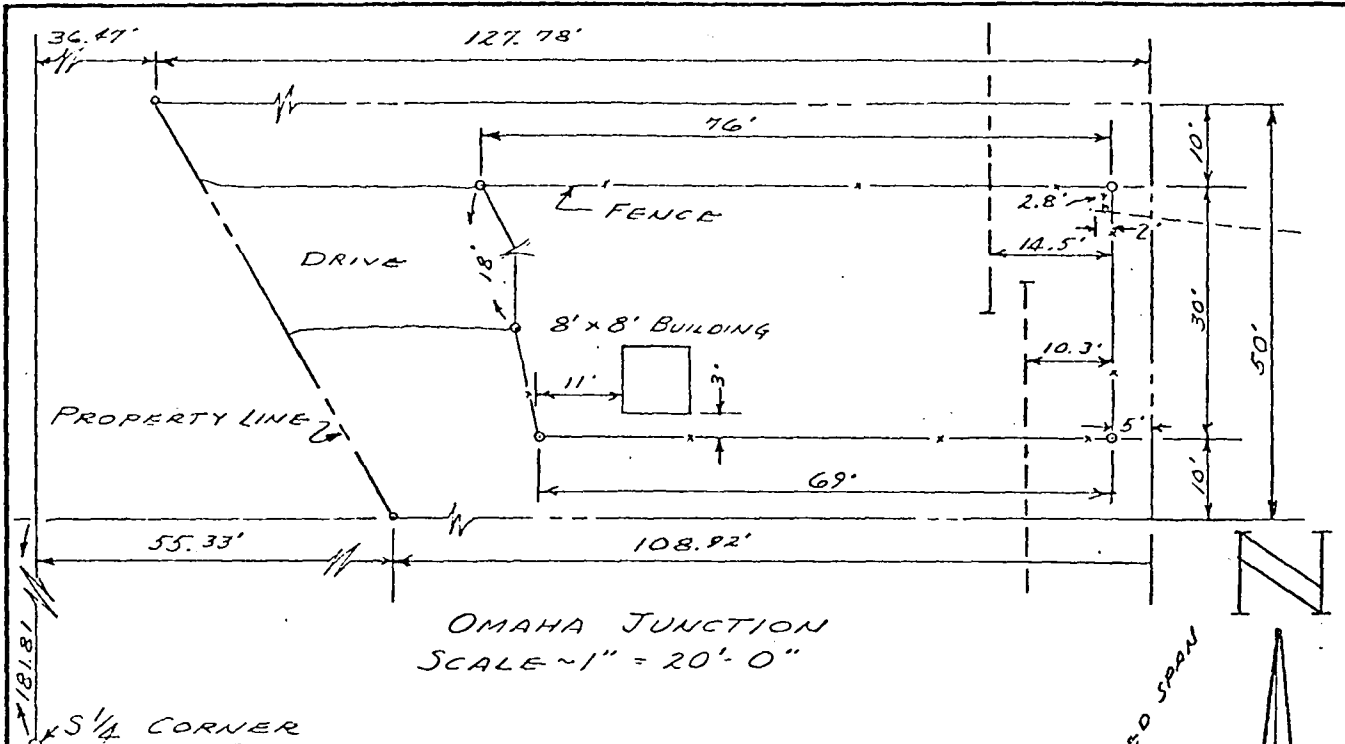 36.47'
127.78'
76'
10'
FENCE
2.8'
2'
14.5'
DRIVE
18'
30'
50'
8' x 8' BUILDING
10.3'
11'
3'
PROPERTY LINE
5'
69'
10'
55.33'
108.92'
OMAHA JUNCTION
SCALE ~ 1" = 20'-0"
N
181.81
S 1/4 CORNER
SPAN